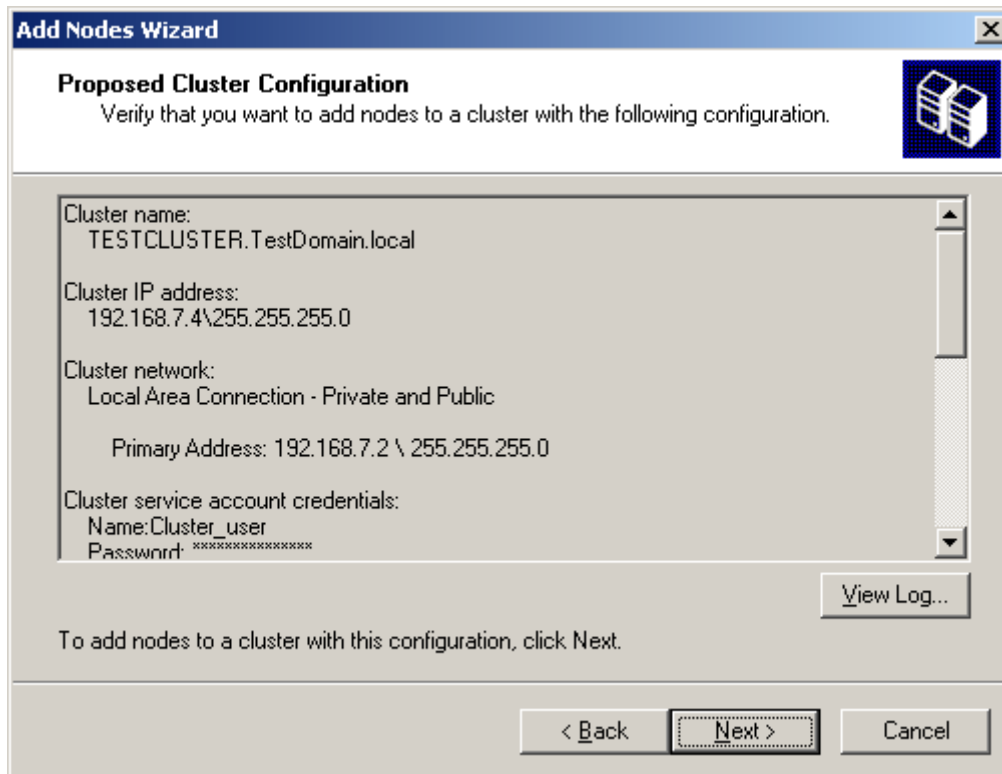 Add Nodes Wizard
Proposed Cluster Configuration
Verify that you want to add nodes to a cluster with the following configuration.
Cluster name:
TESTCLUSTER.TestDomain.local
Cluster IP address:
192.168.7.4\255.255.255.0
Cluster network:
Local Area Connection - Private and Public
Primary Address: 192.168.7.2 \ 255.255.255.0
Cluster service account credentials:
Name:Cluster_user
Password: ***************
View Log...
To add nodes to a cluster with this configuration, click Next.
< Back Next > Cancel